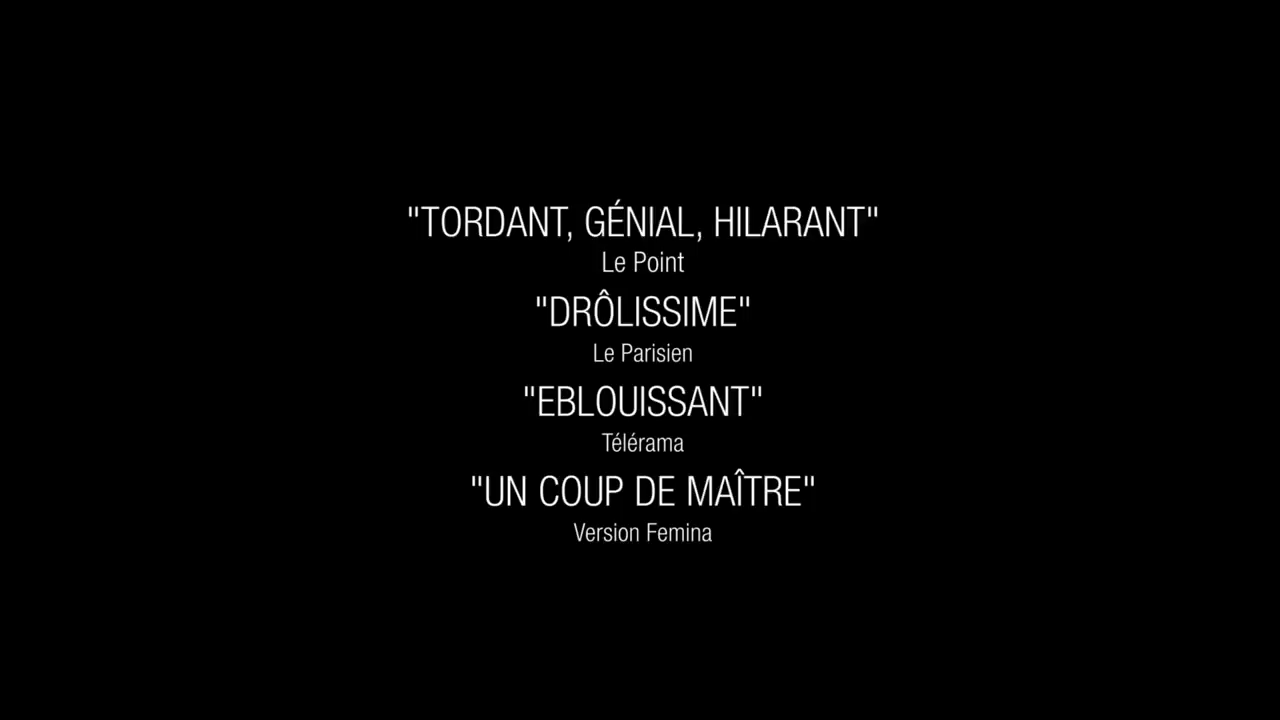 "TORDANT, GÉNIAL, HILARANT"
Le Point
"DRÔLISSIME"
Le Parisien
"EBLOUISSANT"
Télérama
"UN COUP DE MAÎTRE"
Version Femina